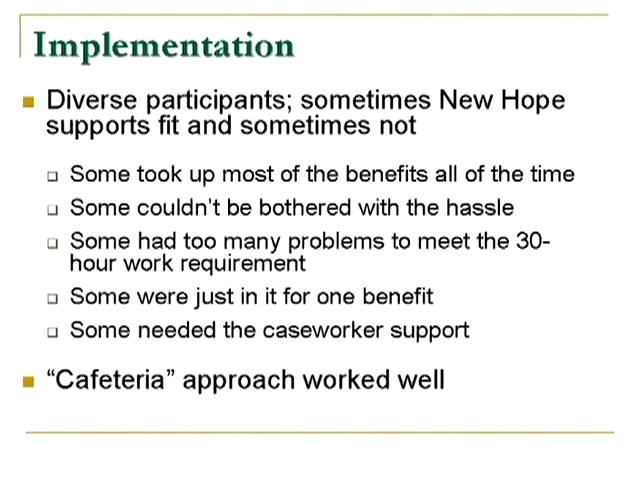 Implementation
Diverse participants; sometimes New Hope
supports fit and sometimes not
Some took up most of the benefits all of the time
Some couldn't be bothered with the hassle
Some had too many problems to meet the 30-
hour work requirement
Some were just in it for one benefit
Some needed the caseworker support
“Cafeteria” approach worked well